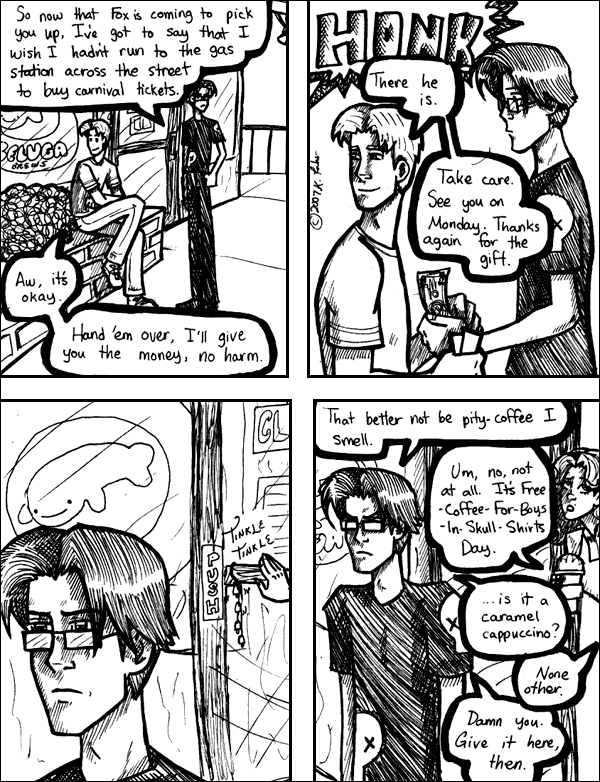 So now that Fox is coming to pick
you up, I've got to say that I
wish I hadn't run to the gas
station across the street
to buy carnival tickets.
BELUGA
BREWS
Aw, it's
okay.
Hand 'em over, I'll give
you the money, no harm.
HONK
There he
is.
Take care.
See you on
Monday. Thanks
again for the
gift.
PUSH
TINKLE
TINKLE
That better not be pity-coffee I
smell.
Um, no, not
at all. It's Free
-Coffee-For-Boys
-In-Skull-Shirts
Day.
...is it a
caramel
cappuccino?
None
other.
Damn you.
Give it here,
then.